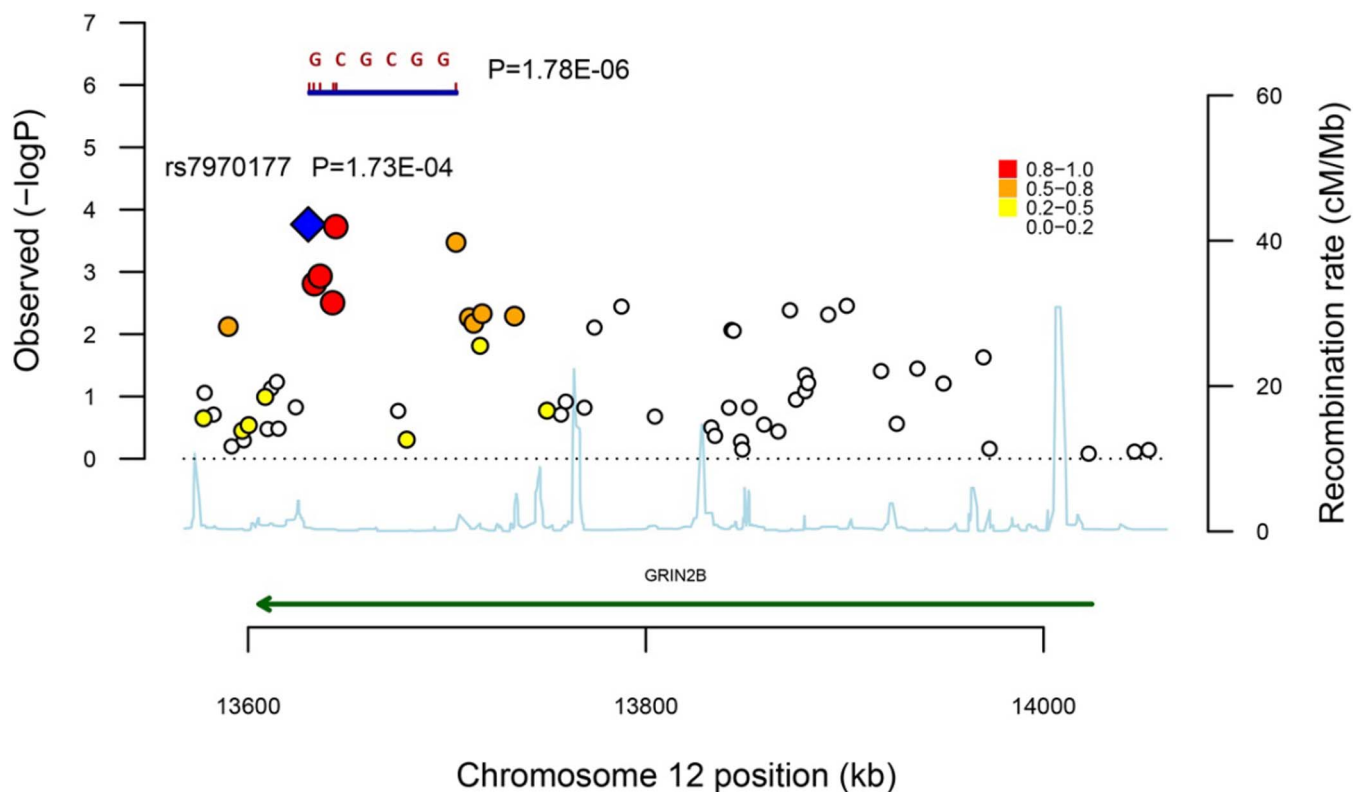 7
6
5
4
3
2
1
0
Observed (−logP)
G C G C G G
P=1.78E-06
rs7970177 P=1.73E-04
0.8−1.0
0.5−0.8
0.2−0.5
0.0−0.2
60
40
20
0
Recombination rate (cM/Mb)
GRIN2B
13600 13800 14000
Chromosome 12 position (kb)